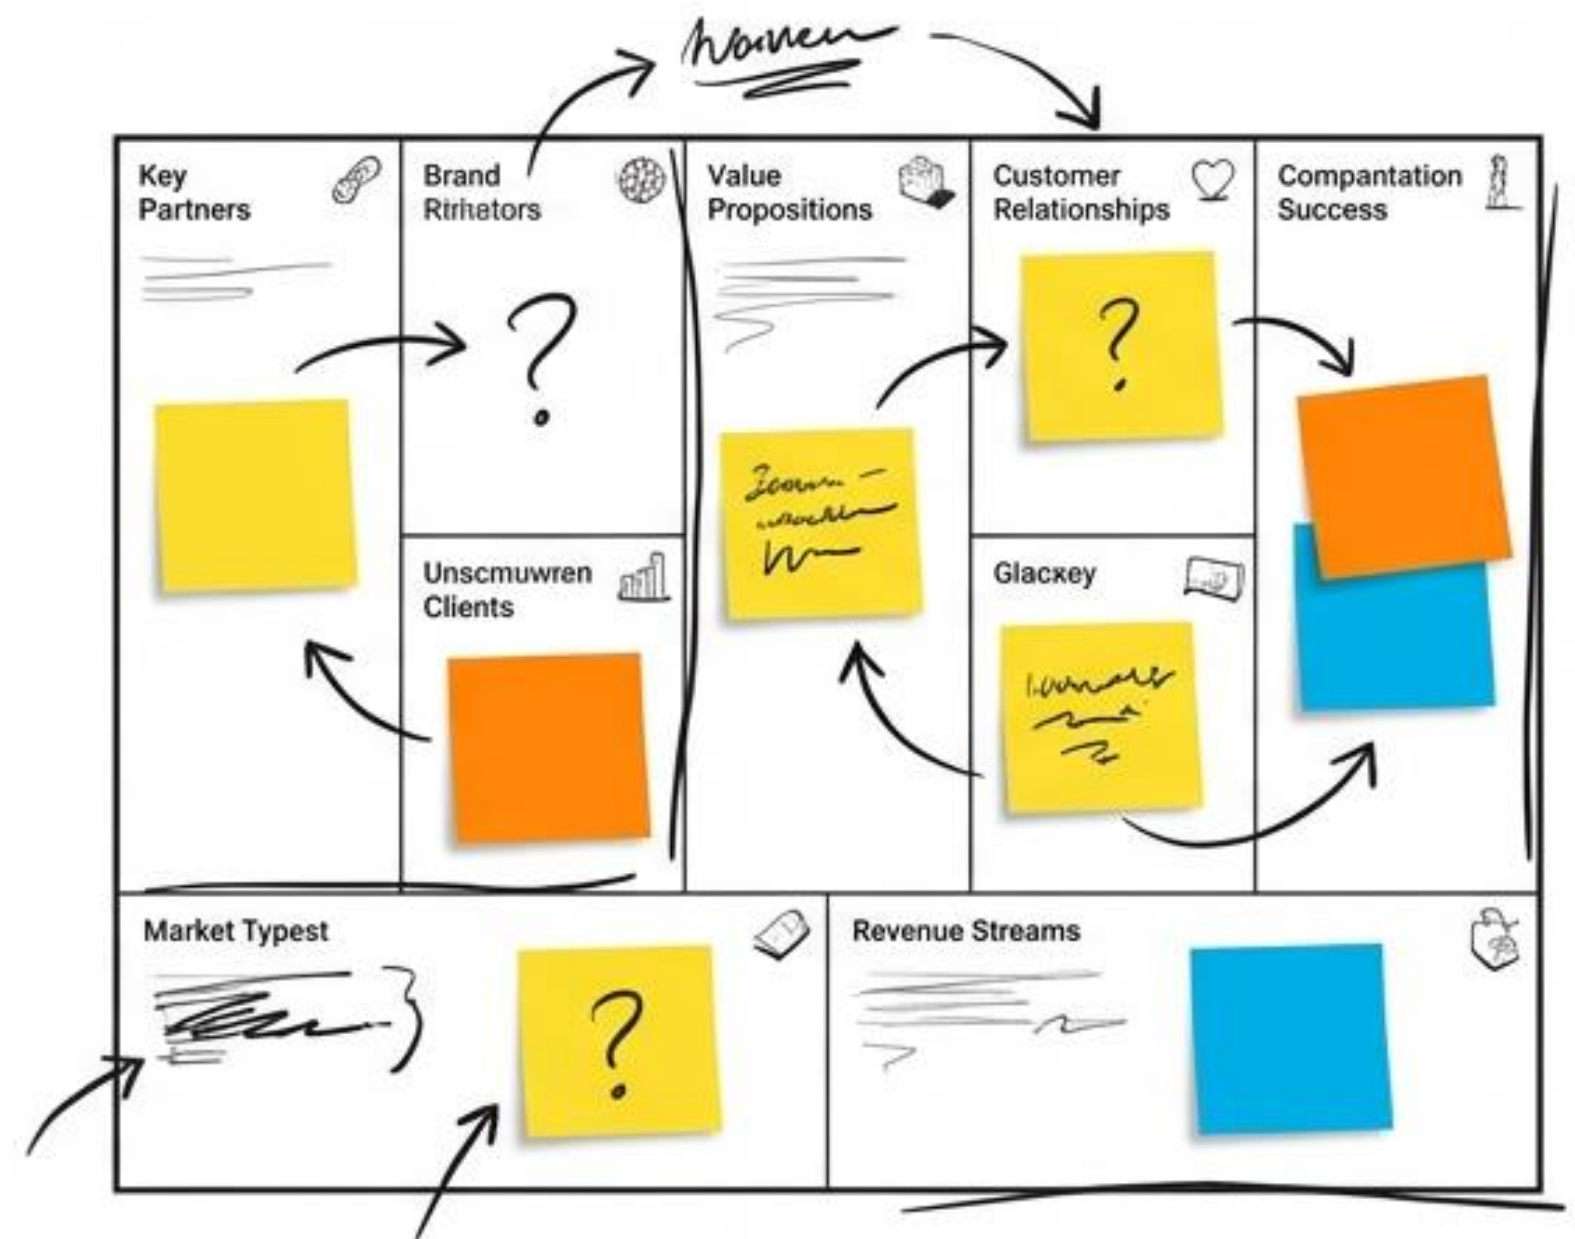 Key
Partners
Brand
Rtrihators
Value
Propositions
Customer
Relationships
Compantation
Success
?
?
Unscmuwren
Clients
Glacxey
Market Typest
?
Revenue Streams